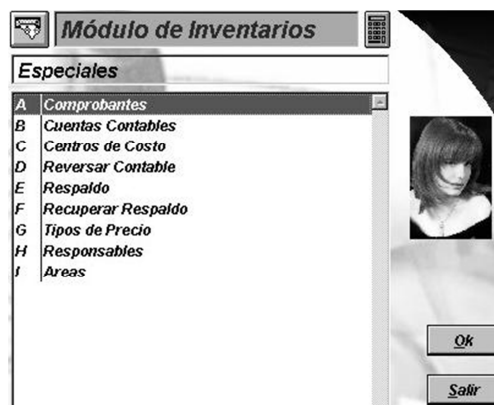 Módulo de Inventarios
Especiales
A Comprobantes
B Cuentas Contables
C Centros de Costo
D Reversar Contable
E Respaldo
F Recuperar Respaldo
G Tipos de Precio
H Responsables
I Areas
Ok
Salir